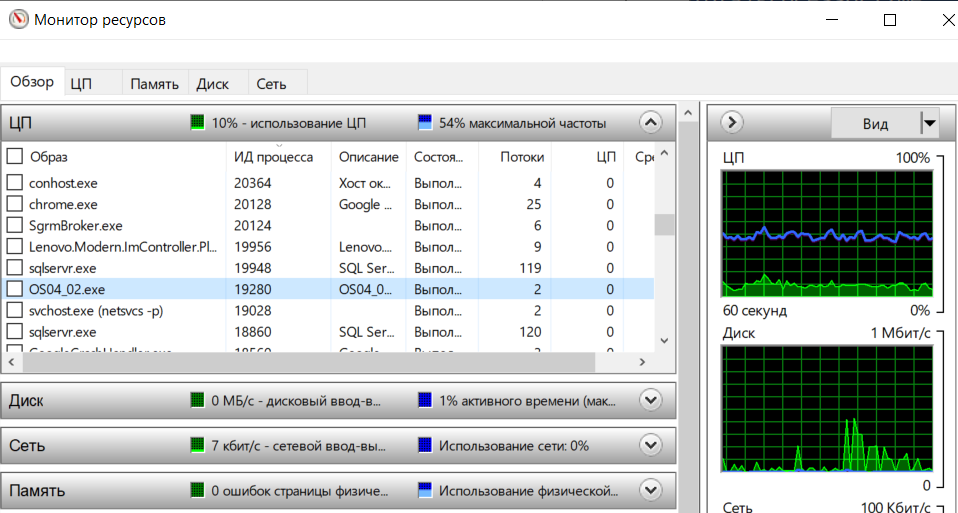 Монитор ресурсов
Обзор ЦП Память Диск Сеть
ЦП 10% - использование ЦП 54% максимальной частоты
Образ ИД процесса Описание Состоя... Потоки ЦП Сре
conhost.exe 20364 Хост ок... Выпол... 4 0
chrome.exe 20128 Google ... Выпол... 25 0
SgrmBroker.exe 20124 Выпол... 6 0
Lenovo.Modern.ImController.Pl... 19956 Lenovo.... Выпол... 9 0
sqlservr.exe 19948 SQL Ser... Выпол... 119 0
OS04_02.exe 19280 OS04_0... Выпол... 2 0
svchost.exe (netsvcs -p) 19028 Выпол... 2 0
sqlservr.exe 18860 SQL Ser... Выпол... 120 0
Диск 0 МБ/с - дисковый ввод-в... 1% активного времени (мак...
Сеть 7 кбит/с - сетевой ввод-вы... Использование сети: 0%
Память 0 ошибок страницы физиче... Использование физической...
Вид
ЦП 100%
60 секунд 0%
Диск 1 Мбит/с
0
Сеть 100 Кбит/с